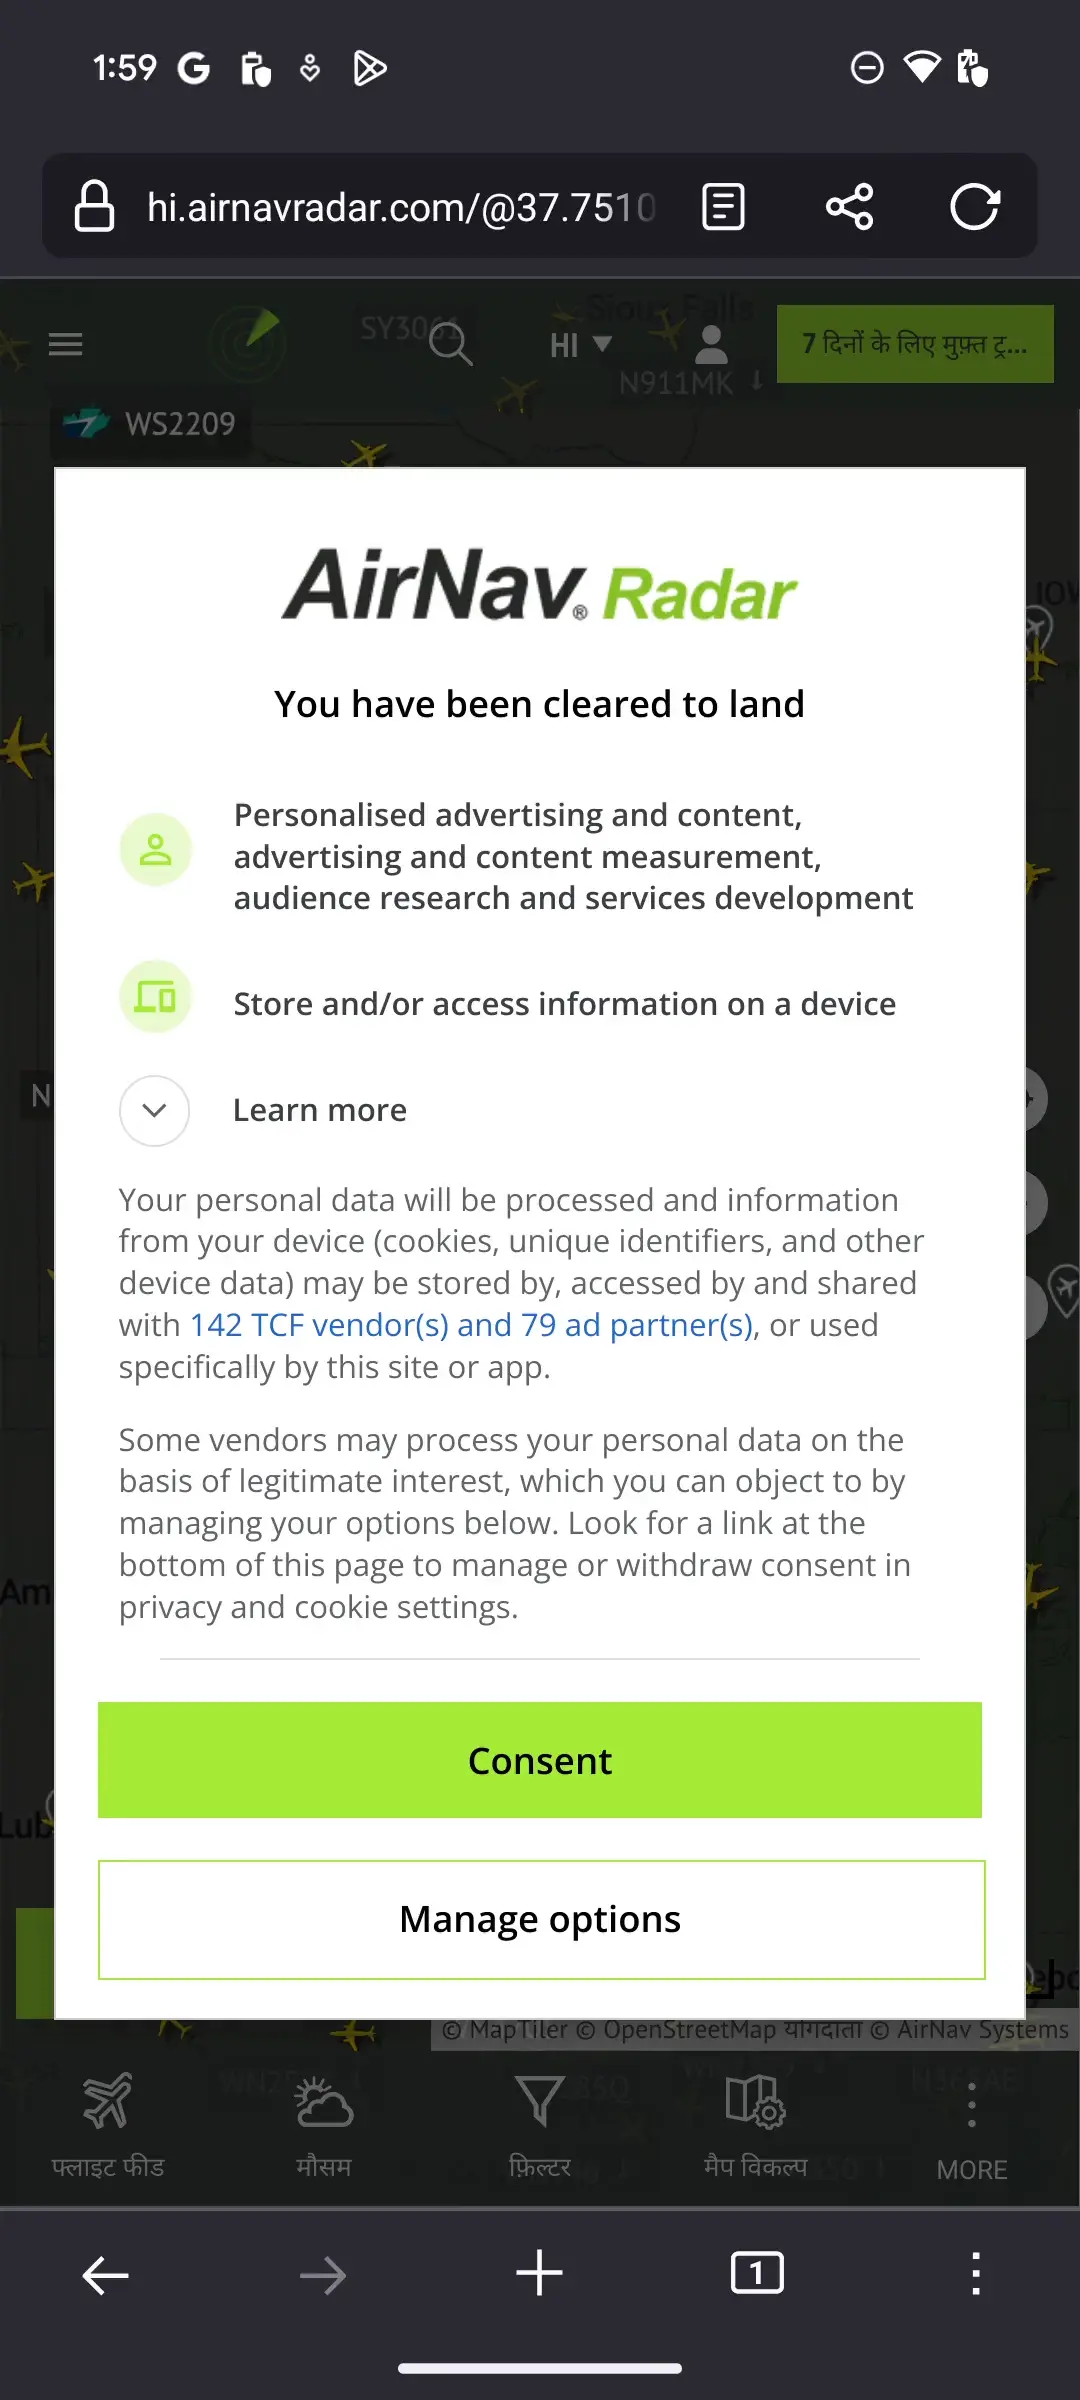 1:59
hi.airnavradar.com/@37.7510
SY3061
Sioux Falls
HI
7 दिनों के लिए मुफ़्त ट्र...
N911MK ↓
WS2209
AirNav® Radar
You have been cleared to land
Personalised advertising and content,
advertising and content measurement,
audience research and services development
Store and/or access information on a device
N
Learn more
Your personal data will be processed and information
from your device (cookies, unique identifiers, and other
device data) may be stored by, accessed by and shared
with 142 TCF vendor(s) and 79 ad partner(s), or used
specifically by this site or app.
Some vendors may process your personal data on the
basis of legitimate interest, which you can object to by
managing your options below. Look for a link at the
bottom of this page to manage or withdraw consent in
privacy and cookie settings.
Am
Consent
Lub
Manage options
© MapTiler © OpenStreetMap योगदाता © AirNav Systems
फ्लाइट फीड
मौसम
फ़िल्टर
मैप विकल्प
MORE
1